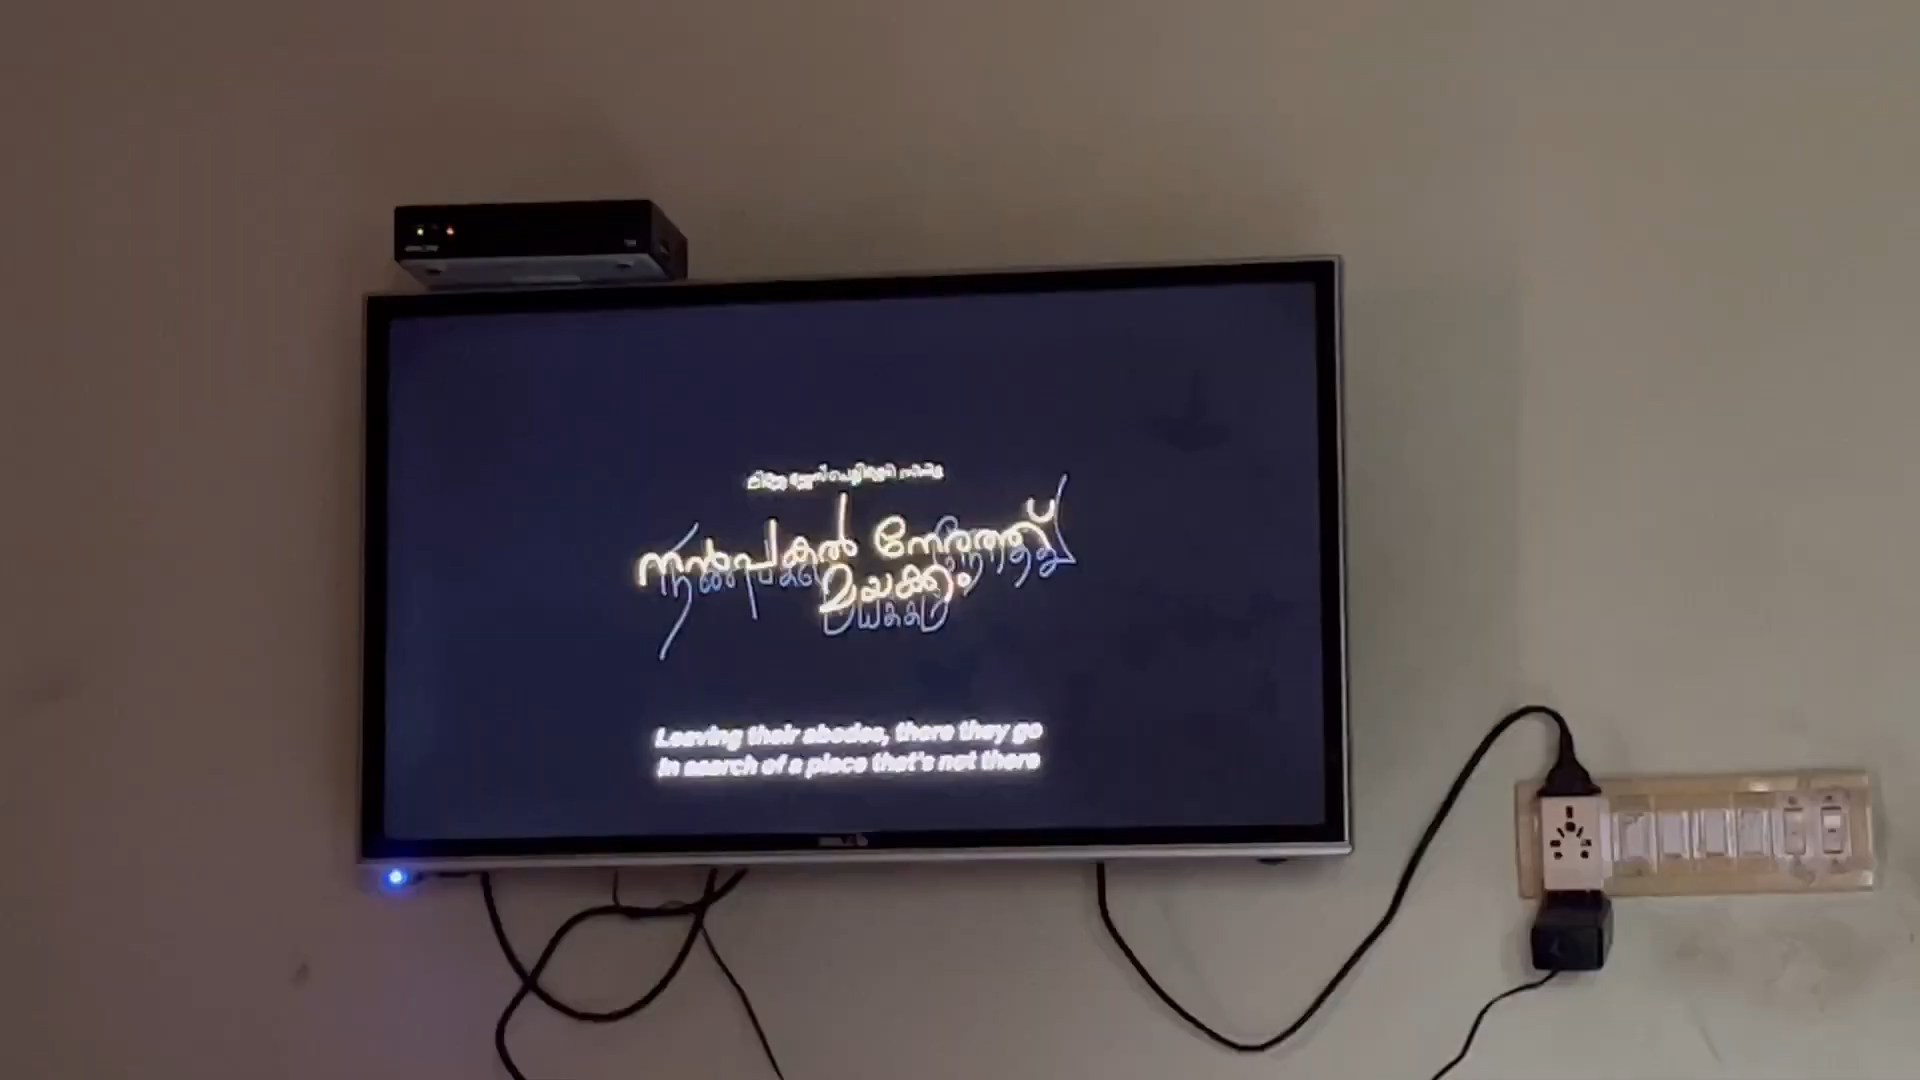 ലിജോ ജോസ് പെല്ലിശ്ശേരി സിനിമ
നൻപകൽ നേരത്ത്
മയക്കം
Leaving their abodes, there they go
In search of a place that's not there